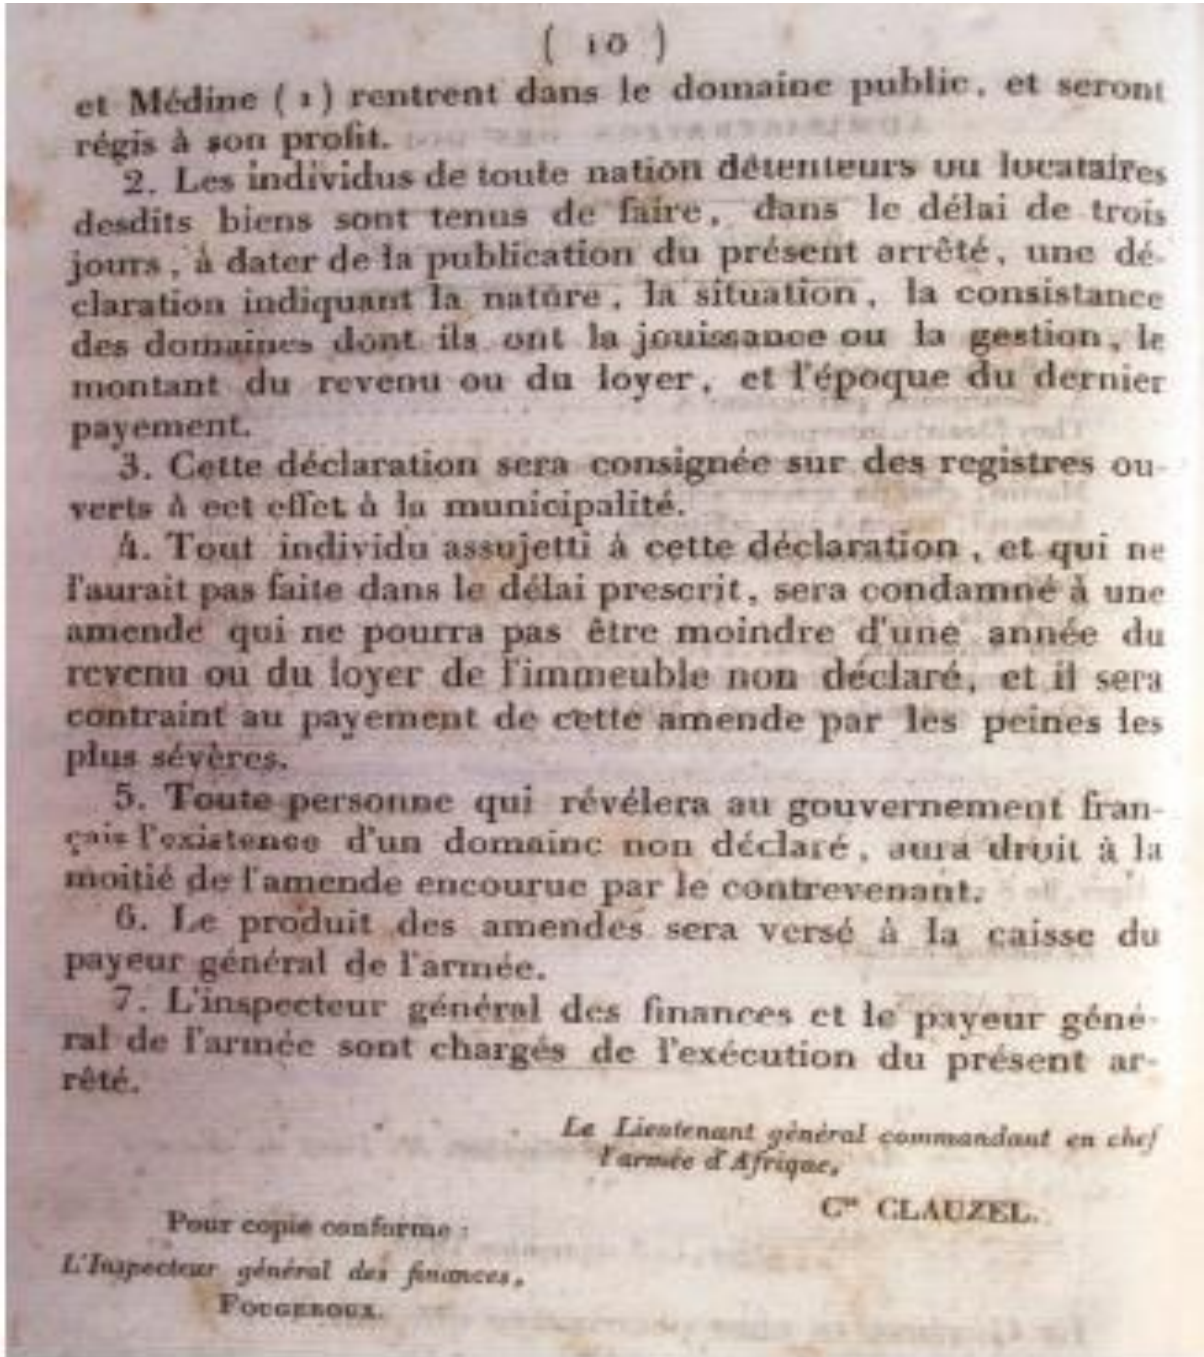 ( 10 )
et Médine ( 1 ) rentrent dans le domaine public, et seront
régis à son profit.
2. Les individus de toute nation détenteurs ou locataires
desdits biens sont tenus de faire, dans le délai de trois
jours, à dater de la publication du présent arrêté, une dé-
claration indiquant la nature, la situation, la consistance
des domaines dont ils ont la jouissance ou la gestion, le
montant du revenu ou du loyer, et l'époque du dernier
payement.
3. Cette déclaration sera consignée sur des registres ou-
verts à cet effet à la municipalité.
4. Tout individu assujetti à cette déclaration, et qui ne
l'aurait pas faite dans le délai prescrit, sera condamné à une
amende qui ne pourra pas être moindre d'une année du
revenu ou du loyer de l'immeuble non déclaré, et il sera
contraint au payement de cette amende par les peines les
plus sévères.
5. Toute personne qui révélera au gouvernement fran-
çais l'existence d'un domaine non déclaré, aura droit à la
moitié de l'amende encourue par le contrevenant.
6. Le produit des amendes sera versé à la caisse du
payeur général de l'armée.
7. L'inspecteur général des finances et le payeur géné-
ral de l'armée sont chargés de l'exécution du présent ar-
rêté.
Le Lieutenant général commandant en chef
l'armée d'Afrique,
Cte CLAUZEL.
Pour copie conforme :
L'Inspecteur général des finances,
FOUGEROUX.